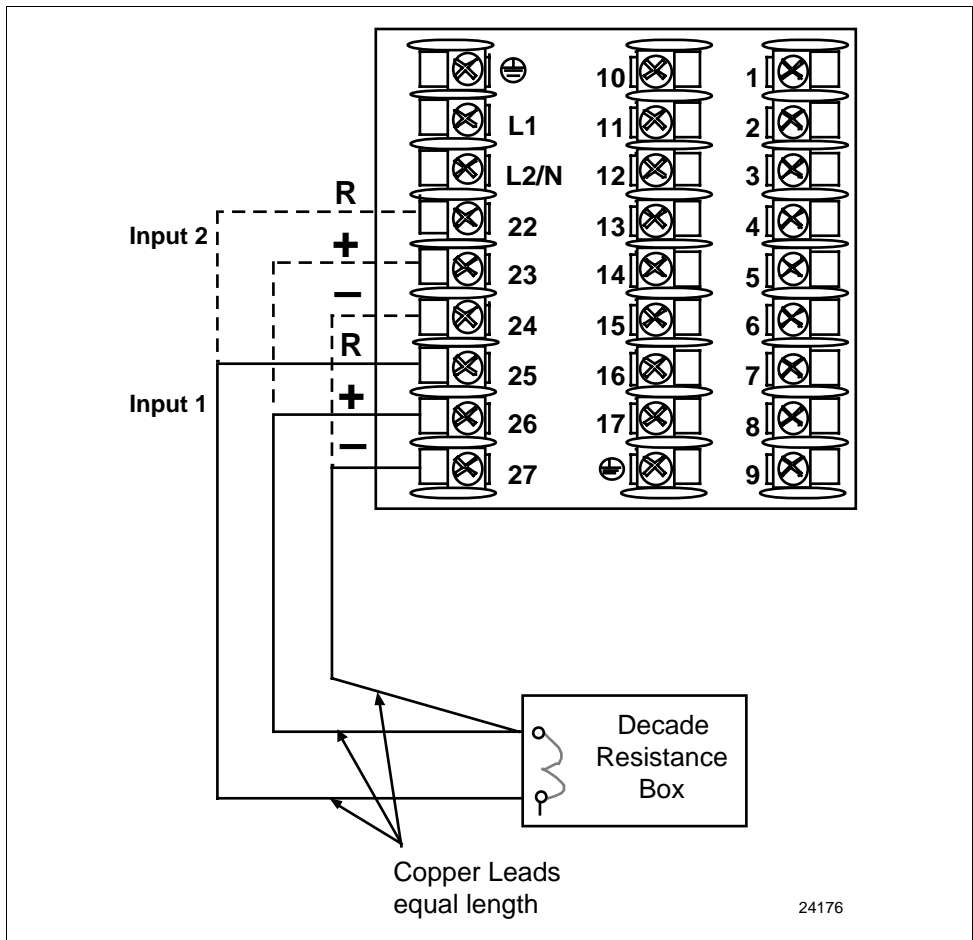 10 1
L1 11 2
L2/N 12 3
R
Input 2 22 13 4
+
23 14 5
−
24 15 6
R
25 16 7
Input 1 +
26 17 8
−
27 9
Decade
Resistance
Box
Copper Leads
equal length
24176